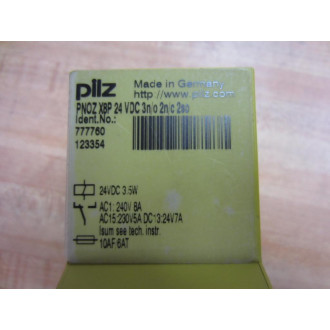 pilz
Made in Germany
http://www.pilz.com
PNOZ X8P 24 VDC 3n/o 2n/c 2so
Ident.No.:
777760
123354
24VDC 3.5W
AC1: 240V 8A
AC15:230V5A DC13:24V7A
Isum see tech. instr.
10AF 6AT